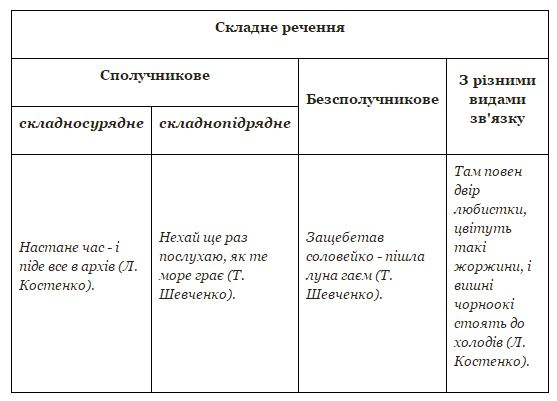 Складне речення
Сполучникове
Безсполучникове
З різними
видами
зв'язку
складносурядне
складнопідрядне
Настане час - і
піде все в архів (Л.
Костенко).
Нехай ще раз
послухаю, як те
море грає (Т.
Шевченко).
Защебетав
соловейко - пішла
луна гаєм (Т.
Шевченко).
Там повен
двір
любистки,
цвітуть
такі
жоржини, і
вишні
чорноокі
стоять до
холодів (Л.
Костенко).